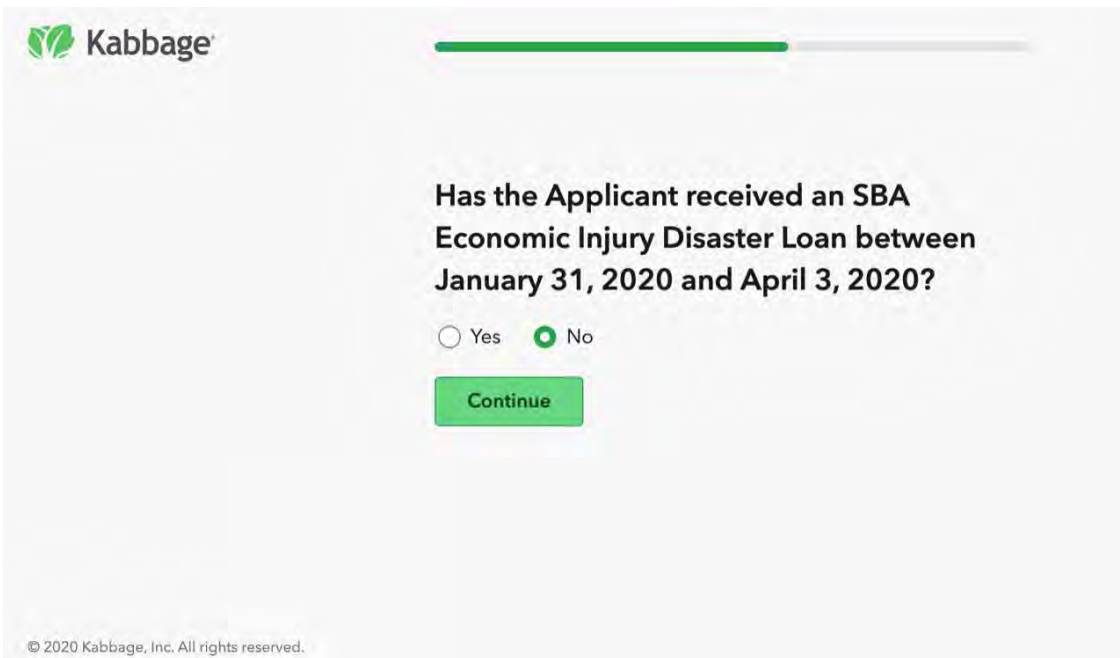 Kabbage
Has the Applicant received an SBA
Economic Injury Disaster Loan between
January 31, 2020 and April 3, 2020?
Yes No
Continue
© 2020 Kabbage, Inc. All rights reserved.